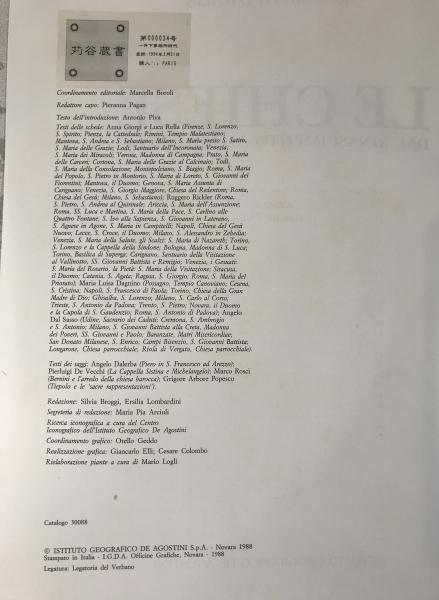 苅谷蔵書
第000034号
PARIS
Coordinamento editoriale: Marcella Boroli
Redattore capo: Pieranna Pagan
Testo dell'introduzione: Antonio Piva
Testi delle schede: Anna Giorgi e Luca Rolla (Firenze, S. Lorenzo,
S. Spirito; Pienza, la Cattedrale; Rimini, Tempio Malatestiano;
Mantova, S. Andrea e S. Sebastiano; Milano, S. Maria presso S. Satiro,
S. Maria delle Grazie; Lodi, Santuario dell'Incoronata; Venezia,
S. Maria dei Miracoli; Verona, Madonna di Campagna; Prato, S. Maria
delle Carceri; Cortona, S. Maria delle Grazie al Calcinaio; Todi,
S. Maria della Consolazione; Montepulciano, S. Biagio; Roma, S. Maria
del Popolo, S. Pietro in Montorio, S. Maria di Loreto, S. Giovanni dei
Fiorentini; Mantova, il Duomo; Genova, S. Maria Assunta di
Carignano; Venezia, S. Giorgio Maggiore, Chiesa del Redentore; Roma,
Chiesa del Gesù; Milano, S. Sebastiano); Ruggero Rickler (Roma,
S. Pietro, S. Andrea al Quirinale; Ariccia, S. Maria dell'Assunzione;
Roma, SS. Luca e Martina, S. Maria della Pace, S. Carlino alle
Quattro Fontane, S. Ivo alla Sapienza, S. Giovanni in Laterano,
S. Agnese in Agone, S. Maria in Campitelli; Napoli, Chiesa del Gesù
Nuovo; Lecce, S. Croce, il Duomo; Milano, S. Alessandro in Zebedia;
Venezia, S. Maria della Salute, gli Scalzi; S. Maria di Nazareth; Torino,
S. Lorenzo e la Cappella della Sindone; Bologna, Madonna di S. Luca;
Torino, Basilica di Superga; Carignano, Santuario della Visitazione
al Vallinotto, SS. Giovanni Battista e Remigio; Venezia, i Gesuati:
S. Maria del Rosario, la Pietà: S. Maria della Visitazione; Siracusa,
il Duomo; Catania, S. Agata; Ragusa, S. Giorgio; Roma, S. Maria del
Priorato); Maria Luisa Dagnino (Possagno, Tempio Canoviano; Cesena,
S. Cristina; Napoli, S. Francesco di Paola; Torino, Chiesa della Gran
Madre di Dio; Ghisalba, S. Lorenzo; Milano, S. Carlo al Corso;
Trieste, S. Antonio da Padova; Trento, S. Pietro; Novara, il Duomo
e la Cupola di S. Gaudenzio; Roma, S. Antonio di Padova); Angelo
Dal Sasso (Udine, Sacrario dei Caduti; Cremona, S. Ambrogio
e S. Antonio; Milano, S. Giovanni Battista alla Creta, Madonna
dei Poveri, SS. Giovanni e Paolo; Baranzate, Matri Misericordiae;
San Donato Milanese, S. Enrico; Campi Bisenzio, S. Giovanni Battista;
Longarone, Chiesa parrocchiale; Riola di Vergato, Chiesa parrocchiale).
Testi dei saggi: Angelo Dalerba (Piero in S. Francesco ad Arezzo);
Pierluigi De Vecchi (La Cappella Sistina e Michelangelo); Marco Rosci
(Bernini e l'arredo della chiesa barocca); Grigore Arbore Popescu
(Tiepolo e le 'sacre rappresentazioni').
Redazione: Silvia Broggi, Ersilia Lombardini
Segreteria di redazione: Maria Pia Arcioli
Ricerca iconografica a cura del Centro
Iconografico dell'Istituto Geografico De Agostini
Coordinamento grafico: Otello Geddo
Realizzazione grafica: Giancarlo Elli; Cesare Colombo
Rielaborazione piante a cura di Mario Logli
Catalogo 30088
© ISTITUTO GEOGRAFICO DE AGOSTINI S.p.A. - Novara 1988
Stampato in Italia - I.G.D.A. Officine Grafiche, Novara - 1988
Legatura: Legatoria del Verbano